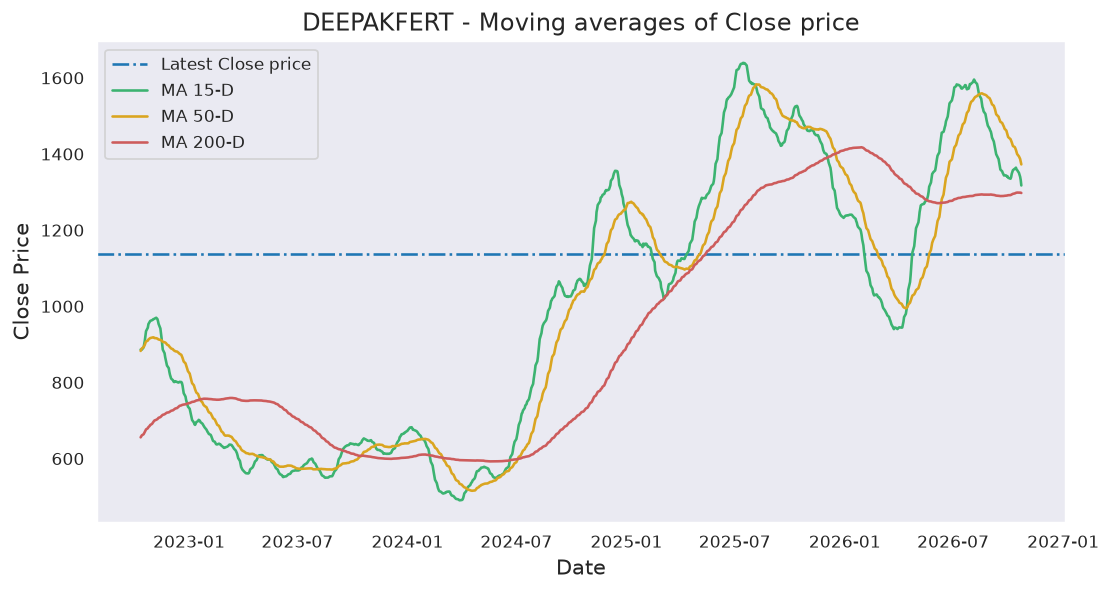 DEEPAKFERT - Moving averages of Close price
Latest Close price
MA 15-D
MA 50-D
MA 200-D
1600
1400
1200
1000
800
600
Close Price
2023-01
2023-07
2024-01
2024-07
2025-01
2025-07
2026-01
2026-07
2027-01
Date